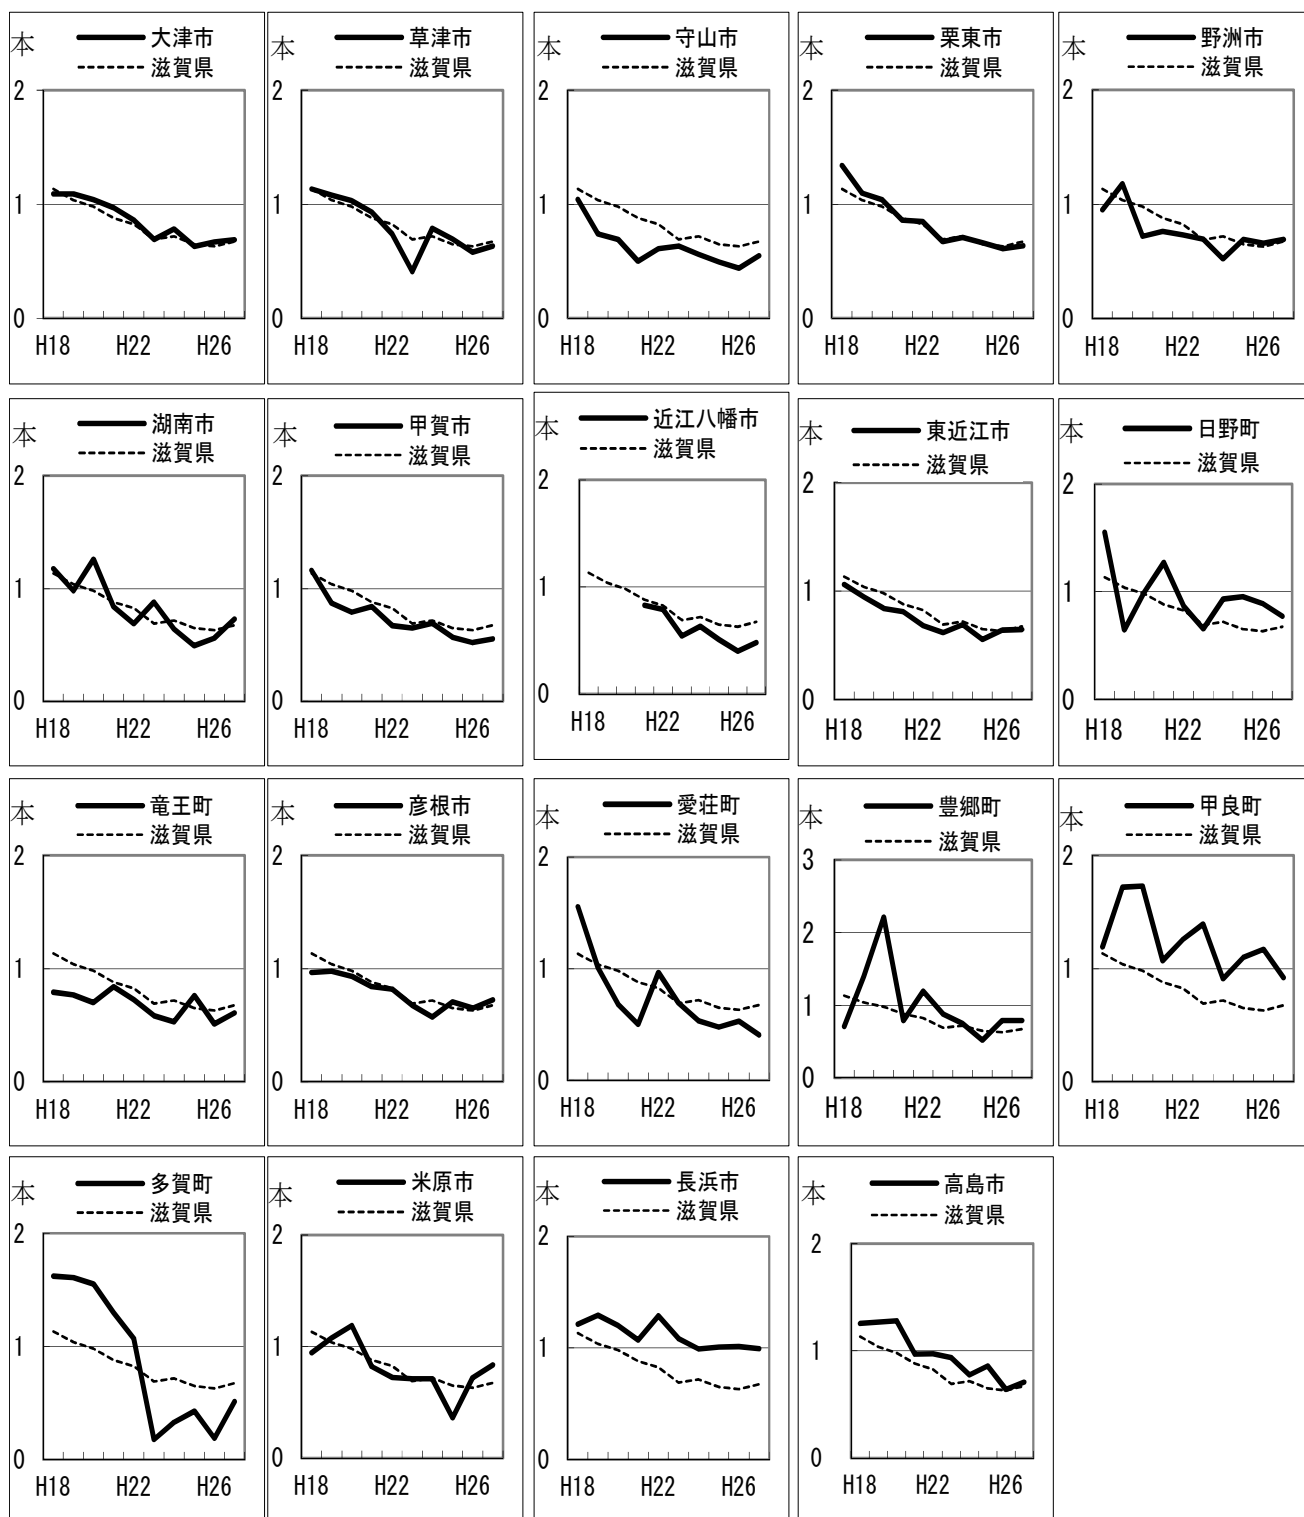 本 大津市
滋賀県
2
1
0
H18 H22 H26
本 草津市
滋賀県
2
1
0
H18 H22 H26
本 守山市
滋賀県
2
1
0
H18 H22 H26
本 栗東市
滋賀県
2
1
0
H18 H22 H26
本 野洲市
滋賀県
2
1
0
H18 H22 H26
本 湖南市
滋賀県
2
1
0
H18 H22 H26
本 甲賀市
滋賀県
2
1
0
H18 H22 H26
本 近江八幡市
滋賀県
2
1
0
H18 H22 H26
本 東近江市
滋賀県
2
1
0
H18 H22 H26
本 日野町
滋賀県
2
1
0
H18 H22 H26
本 竜王町
滋賀県
2
1
0
H18 H22 H26
本 彦根市
滋賀県
2
1
0
H18 H22 H26
本 愛荘町
滋賀県
2
1
0
H18 H22 H26
本 豊郷町
滋賀県
3
2
1
0
H18 H22 H26
本 甲良町
滋賀県
2
1
0
H18 H22 H26
本 多賀町
滋賀県
2
1
0
H18 H22 H26
本 米原市
滋賀県
2
1
0
H18 H22 H26
本 長浜市
滋賀県
2
1
0
H18 H22 H26
本 高島市
滋賀県
2
1
0
H18 H22 H26